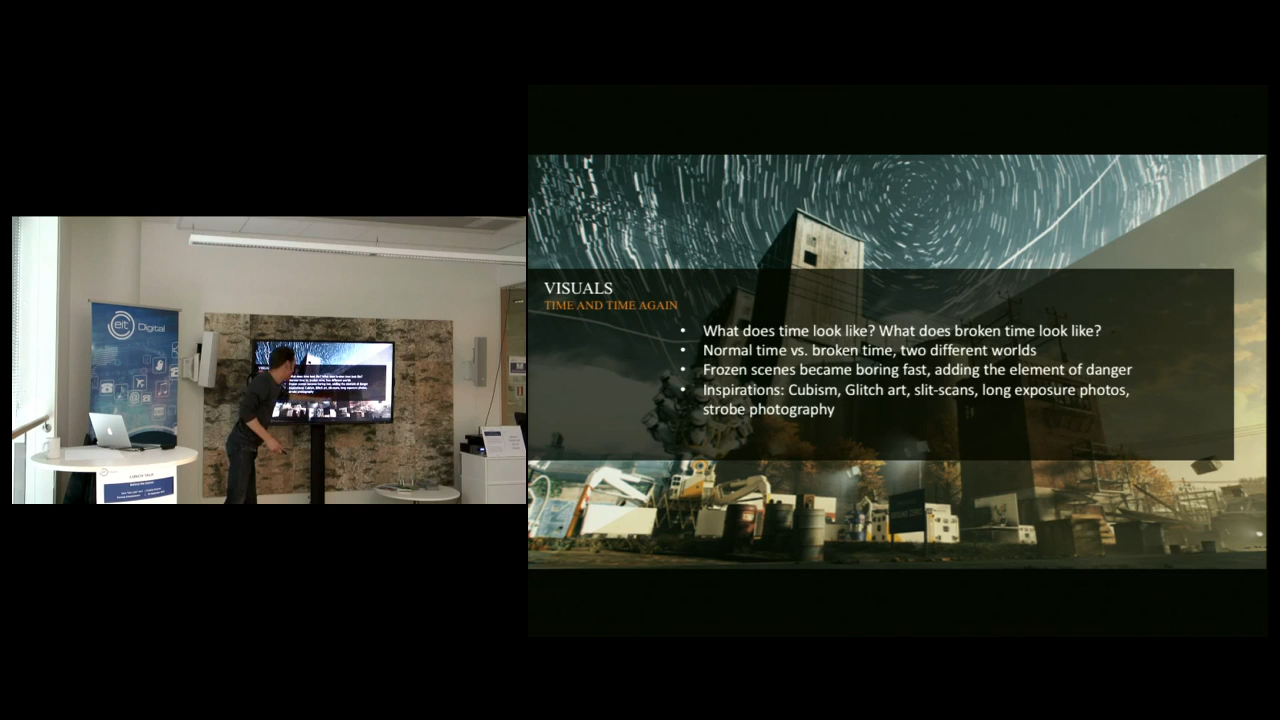 eit Digital
LUNCH TALK
VISUALS
TIME AND TIME AGAIN
• What does time look like? What does broken time look like?
• Normal time vs. broken time, two different worlds
• Frozen scenes became boring fast, adding the element of danger
• Inspirations: Cubism, Glitch art, slit-scans, long exposure photos,
strobe photography